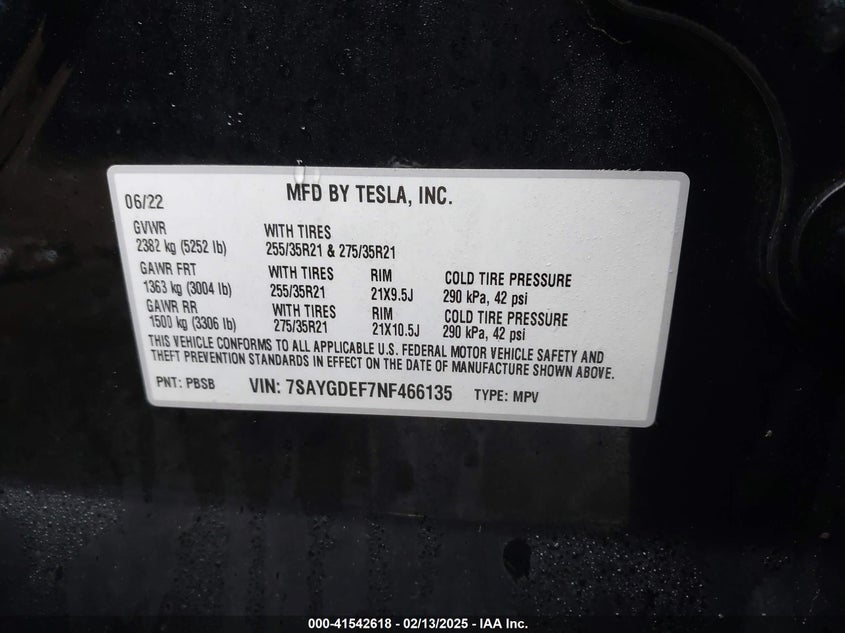 06/22 MFD BY TESLA, INC.
GVWR WITH TIRES
2382 kg (5252 lb) 255/35R21 & 275/35R21
GAWR FRT WITH TIRES RIM COLD TIRE PRESSURE
1363 kg (3004 lb) 255/35R21 21X9.5J 290 kPa, 42 psi
GAWR RR WITH TIRES RIM COLD TIRE PRESSURE
1500 kg (3306 lb) 275/35R21 21X10.5J 290 kPa, 42 psi
THIS VEHICLE CONFORMS TO ALL APPLICABLE U.S. FEDERAL MOTOR VEHICLE SAFETY AND
THEFT PREVENTION STANDARDS IN EFFECT ON THE DATE OF MANUFACTURE SHOWN ABOVE.
PNT: PBSB VIN: 7SAYGDEF7NF466135 TYPE: MPV
000-41542618 - 02/13/2025 - IAA Inc.